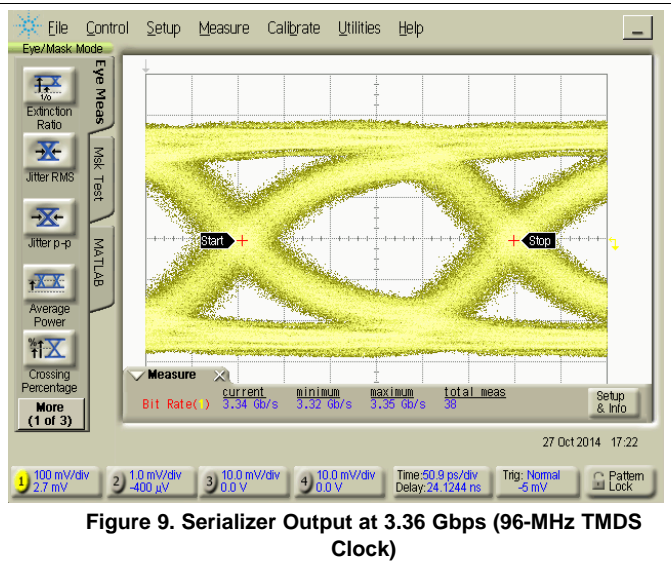 File Control Setup Measure Calibrate Utilities Help
Eye/Mask Mode
Eye Meas
Msk Test
MATLAB
1/0
Extinction
Ratio
Jitter RMS
Jitter p-p
Average
Power
%
Crossing
Percentage
More
(1 of 3)
Start
Stop
Measure
current minimum maximum total meas
Bit Rate(1) 3.34 Gb/s 3.32 Gb/s 3.35 Gb/s 38
Setup
& Info
27 Oct 2014 17:22
1 100 mV/div
2.7 mV
2 1.0 mV/div
-400 µV
3 10.0 mV/div
0.0 V
4 10.0 mV/div
0.0 V
Time:50.9 ps/div
Delay:24.1244 ns
Trig: Normal
-5 mV
Pattern
Lock
Figure 9. Serializer Output at 3.36 Gbps (96-MHz TMDS
Clock)